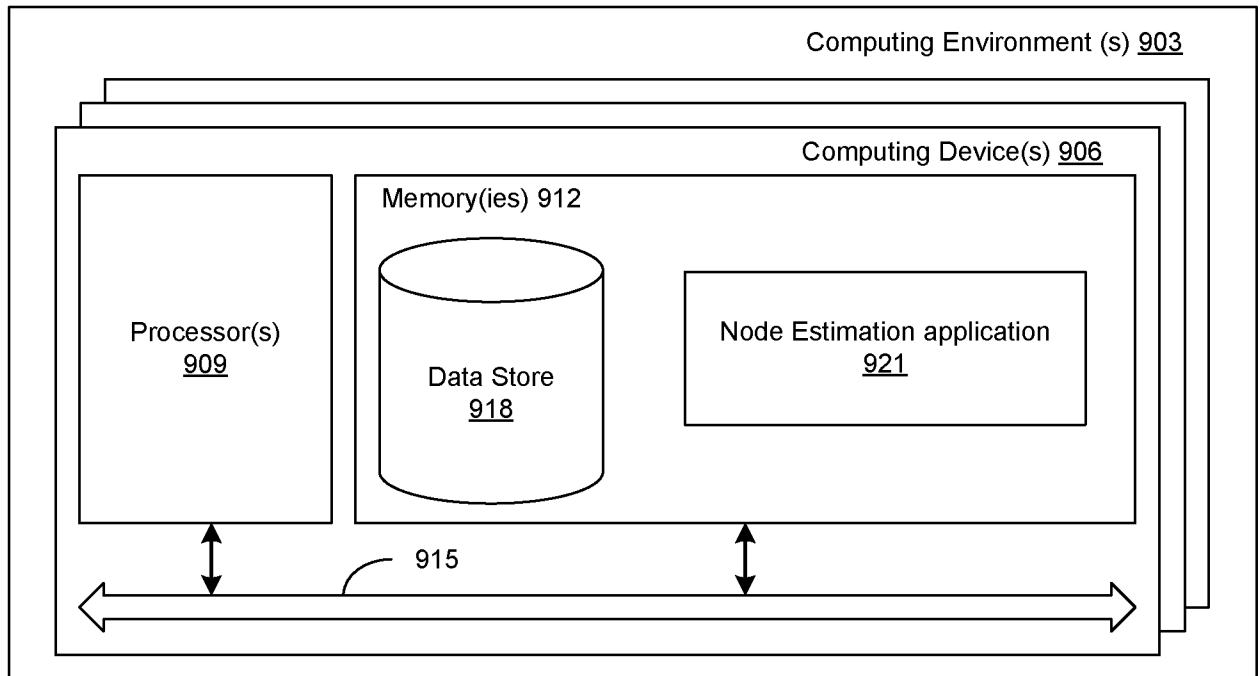 Computing Environment (s) 903
Computing Device(s) 906
Memory(ies) 912
Processor(s)
909
Data Store
918
Node Estimation application
921
915